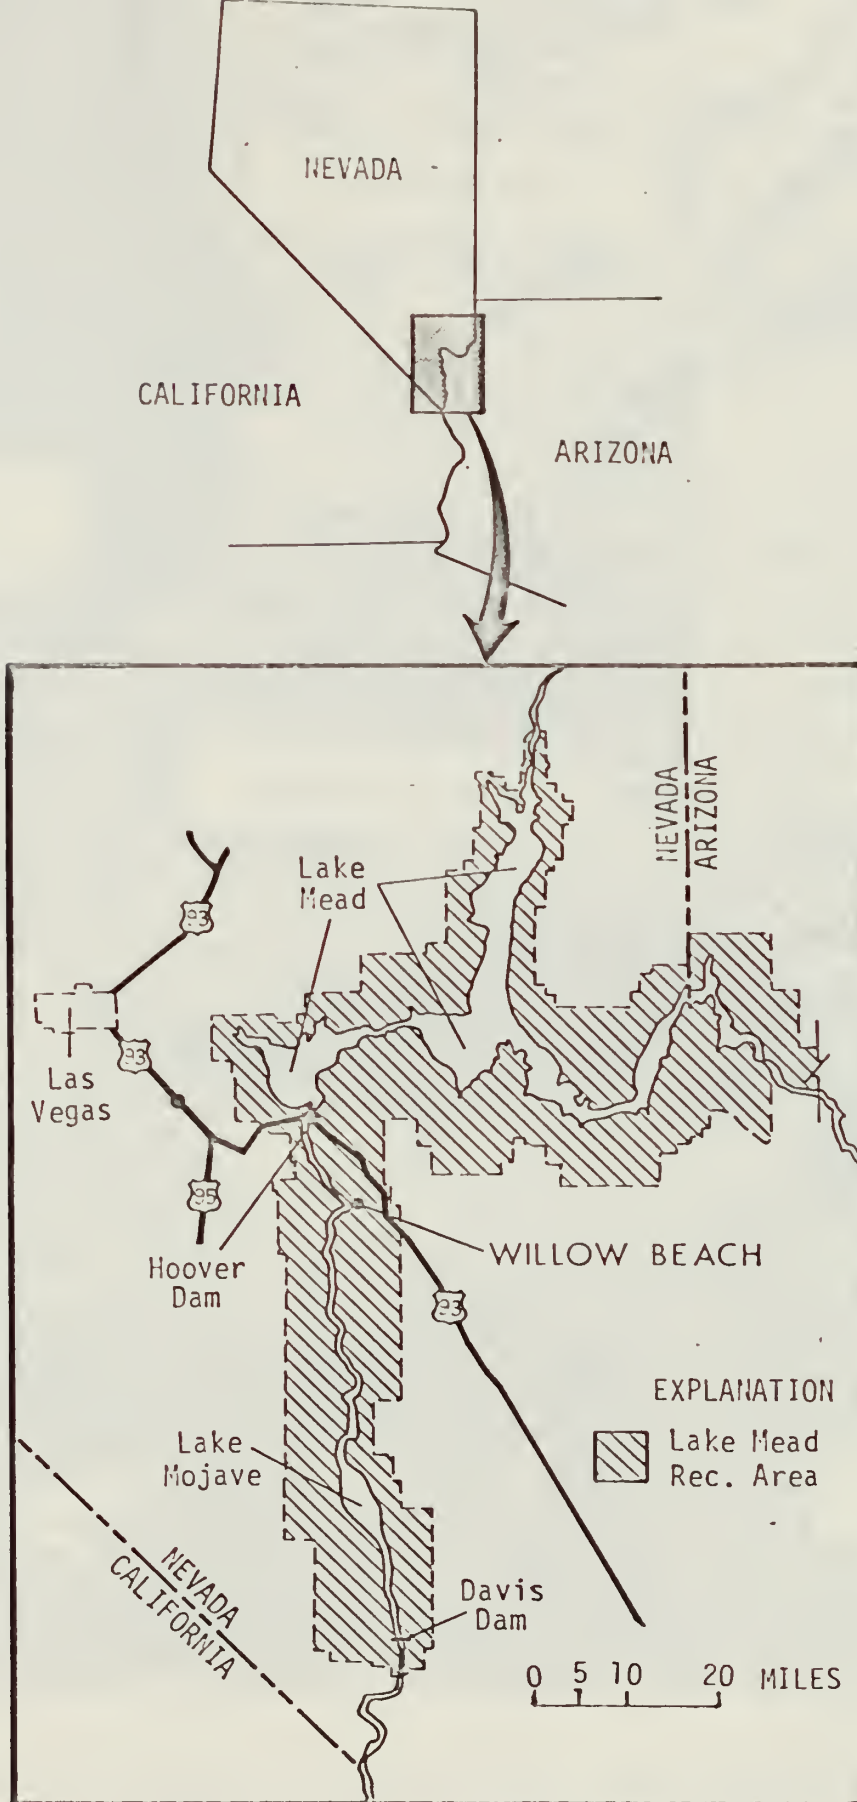 NEVADA
CALIFORNIA
ARIZONA
NEVADA
ARIZONA
Lake
Mead
93
Las
Vegas
93
95
Hoover
Dam
WILLOW BEACH
93
EXPLANATION
Lake Mead
Rec. Area
Lake
Mojave
NEVADA
CALIFORNIA
Davis
Dam
0 5 10 20 MILES